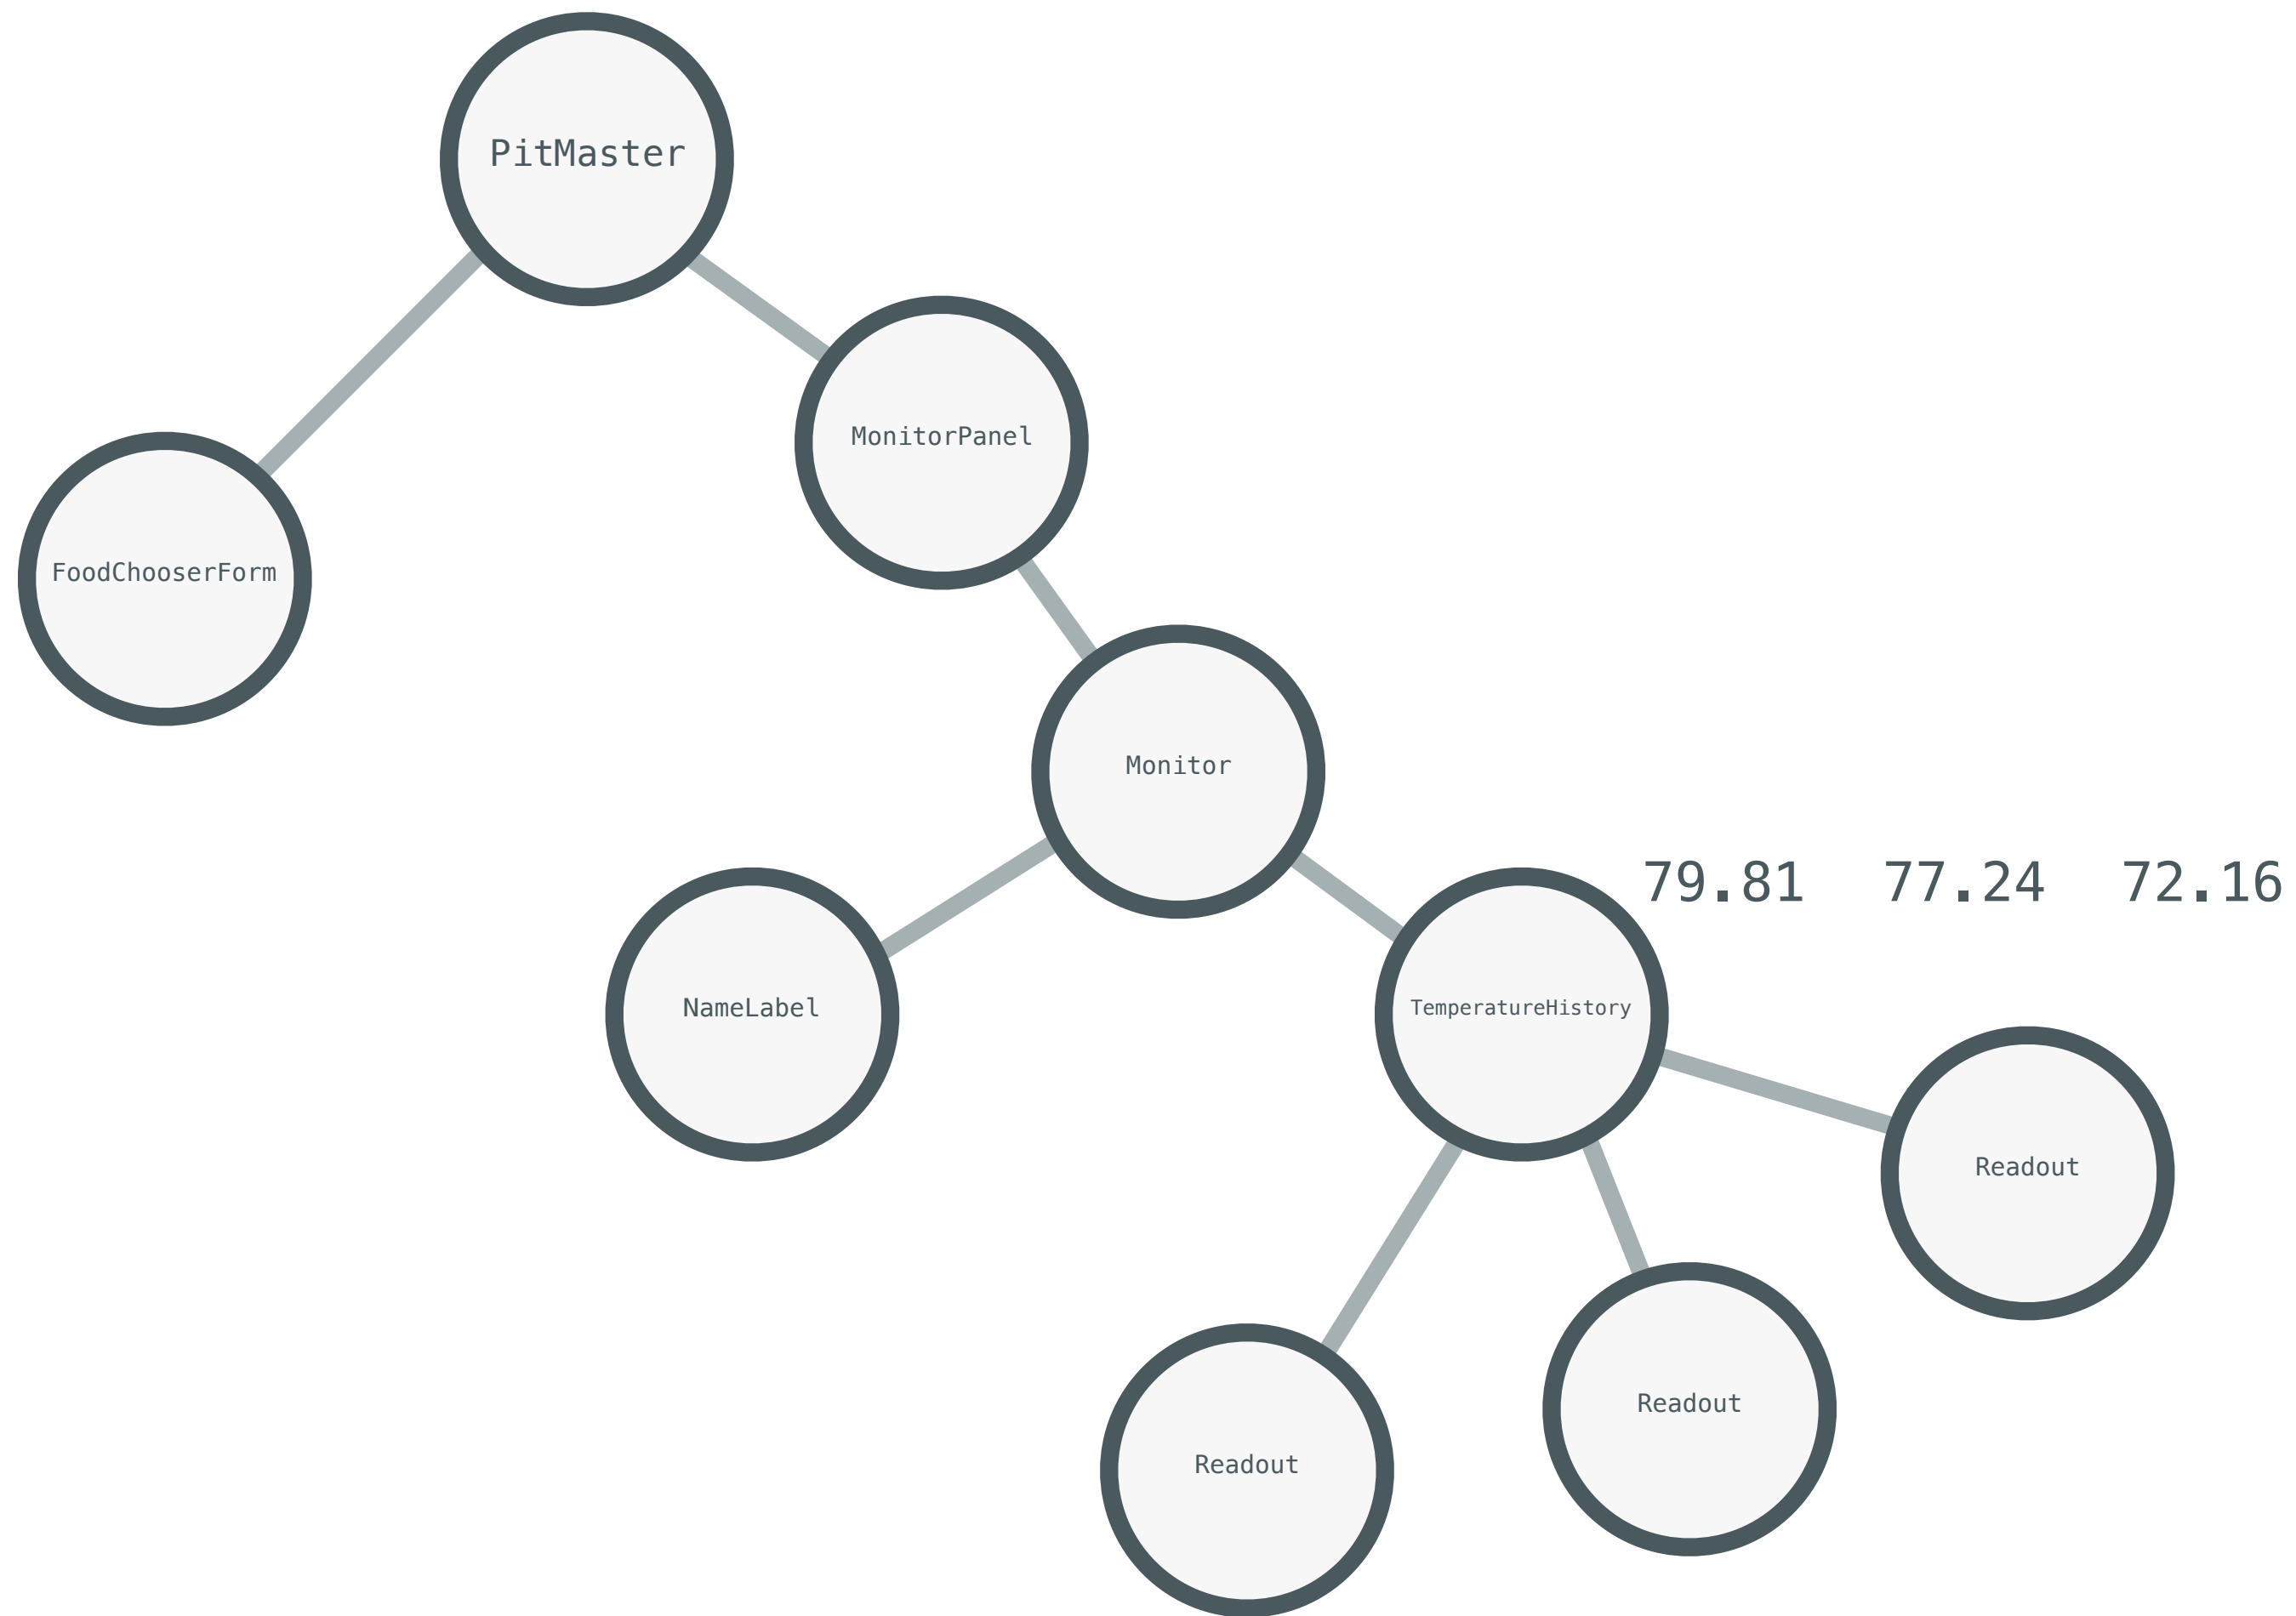 PitMaster
MonitorPanel
FoodChooserForm
Monitor
79.81 77.24 72.16
NameLabel
TemperatureHistory
Readout
Readout
Readout